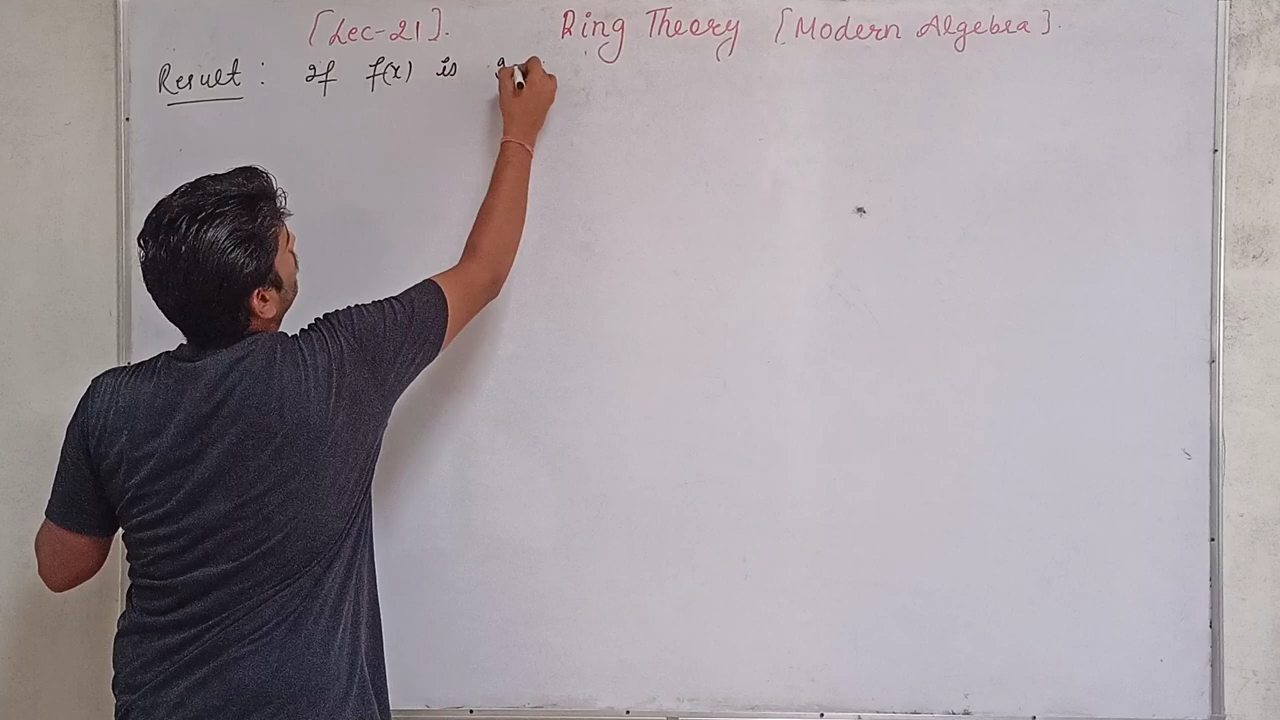 [Lec-21]. Ring Theory [Modern Algebra].
Result : If f(x) is